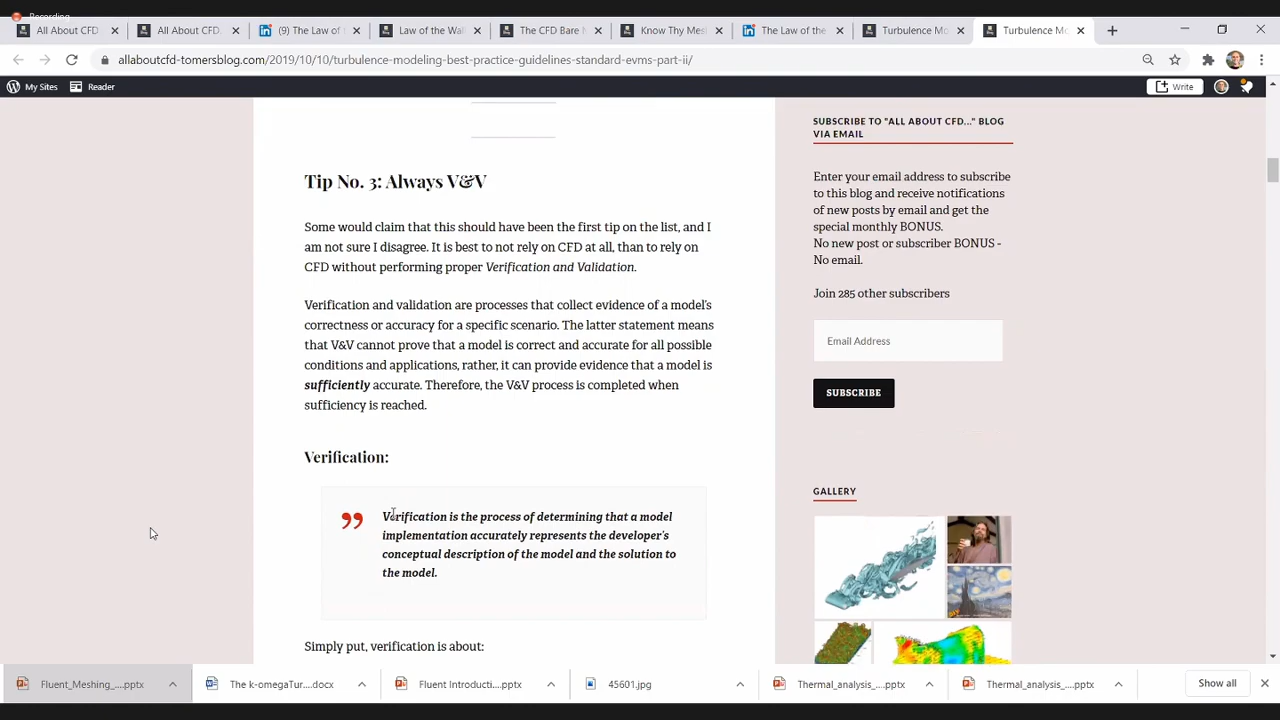 Recording
All About CFD
All About CFD
(9) The Law of
Law of the Wa
The CFD Bare M
Know Thy Mes
The Law of the
Turbulence Mo
Turbulence Mo
allaboutcfd-tomersblog.com/2019/10/10/turbulence-modeling-best-practice-guidelines-standard-evms-part-ii/
My Sites
Reader
Write
Tip No. 3: Always V&V
Some would claim that this should have been the first tip on the list, and I
am not sure I disagree. It is best to not rely on CFD at all, than to rely on
CFD without performing proper Verification and Validation.
Verification and validation are processes that collect evidence of a model's
correctness or accuracy for a specific scenario. The latter statement means
that V&V cannot prove that a model is correct and accurate for all possible
conditions and applications, rather, it can provide evidence that a model is
sufficiently accurate. Therefore, the V&V process is completed when
sufficiency is reached.
Verification:
Verification is the process of determining that a model
implementation accurately represents the developer's
conceptual description of the model and the solution to
the model.
Simply put, verification is about:
SUBSCRIBE TO "ALL ABOUT CFD..." BLOG
VIA EMAIL
Enter your email address to subscribe
to this blog and receive notifications
of new posts by email and get the
special monthly BONUS.
No new post or subscriber BONUS -
No email.
Join 285 other subscribers
Email Address
SUBSCRIBE
GALLERY
Fluent_Meshing_....pptx
The k-omegaTur....docx
Fluent Introducti....pptx
45601.jpg
Thermal_analysis_....pptx
Thermal_analysis_....pptx
Show all